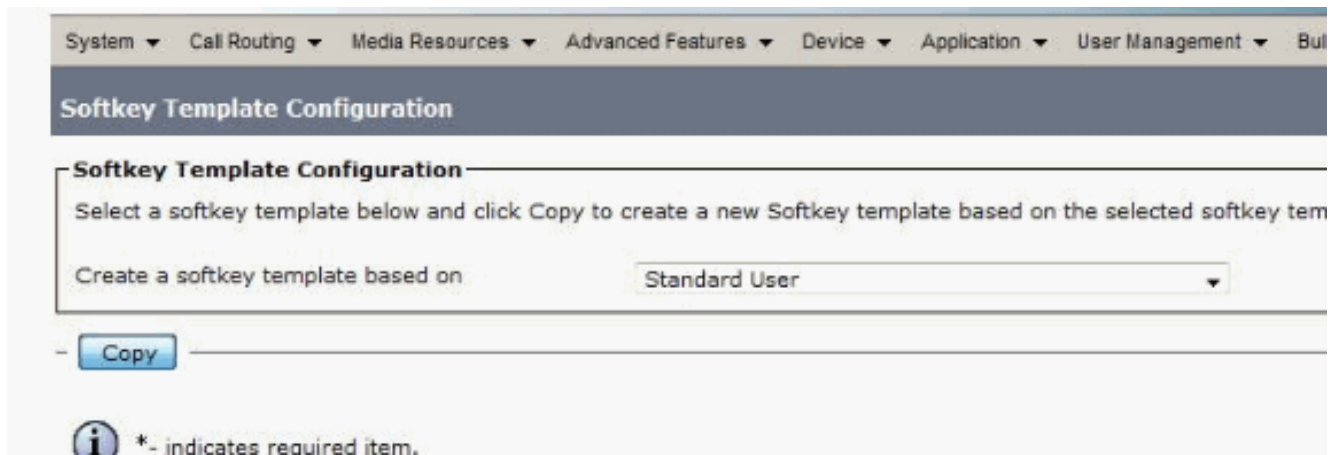 System Call Routing Media Resources Advanced Features Device Application User Management Bul
Softkey Template Configuration
Softkey Template Configuration
Select a softkey template below and click Copy to create a new Softkey template based on the selected softkey tem
Create a softkey template based on Standard User
Copy
i *- indicates required item.